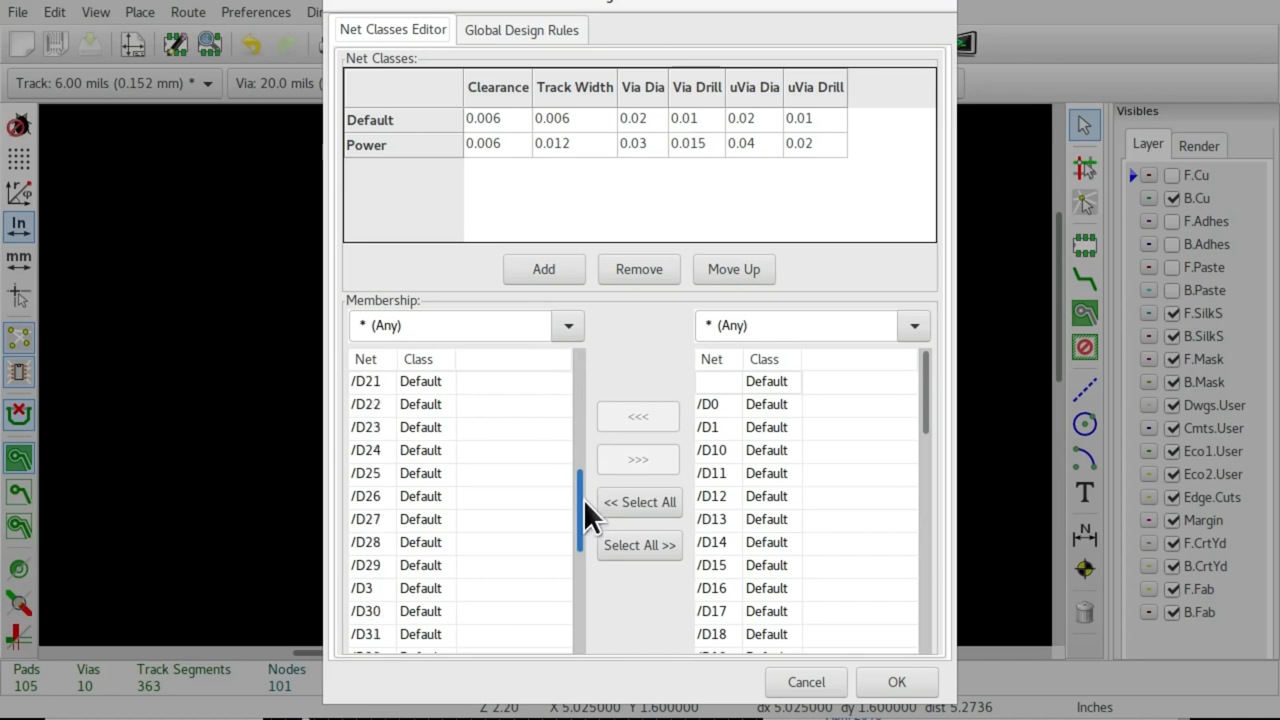 File Edit View Place Route Preferences
Track: 6.00 mils (0.152 mm) * Via: 20.0 mils
In
mm
Net Classes Editor Global Design Rules
Net Classes:
Clearance Track Width Via Dia Via Drill uVia Dia uVia Drill
Default 0.006 0.006 0.02 0.01 0.02 0.01
Power 0.006 0.012 0.03 0.015 0.04 0.02
Add Remove Move Up
Membership:
* (Any) * (Any)
Net Class Net Class
/D21 Default Default
/D22 Default /D0 Default
/D23 Default /D1 Default
/D24 Default /D10 Default
/D25 Default /D11 Default
/D26 Default /D12 Default
/D27 Default /D13 Default
/D28 Default /D14 Default
/D29 Default /D15 Default
/D3 Default /D16 Default
/D30 Default /D17 Default
/D31 Default /D18 Default
<<<
>>>
<< Select All
Select All >>
Cancel OK
Visibles
Layer Render
F.Cu
B.Cu
F.Adhes
B.Adhes
F.Paste
B.Paste
F.SilkS
B.SilkS
F.Mask
B.Mask
Dwgs.User
Cmts.User
Eco1.User
Eco2.User
Edge.Cuts
Margin
F.CrtYd
B.CrtYd
F.Fab
B.Fab
T
N
Pads Vias Track Segments Nodes
105 10 363 101
Z 2.20 X 5.025000 Y 1.600000 dx 5.025000 dy 1.600000 dist 5.2736 Inches